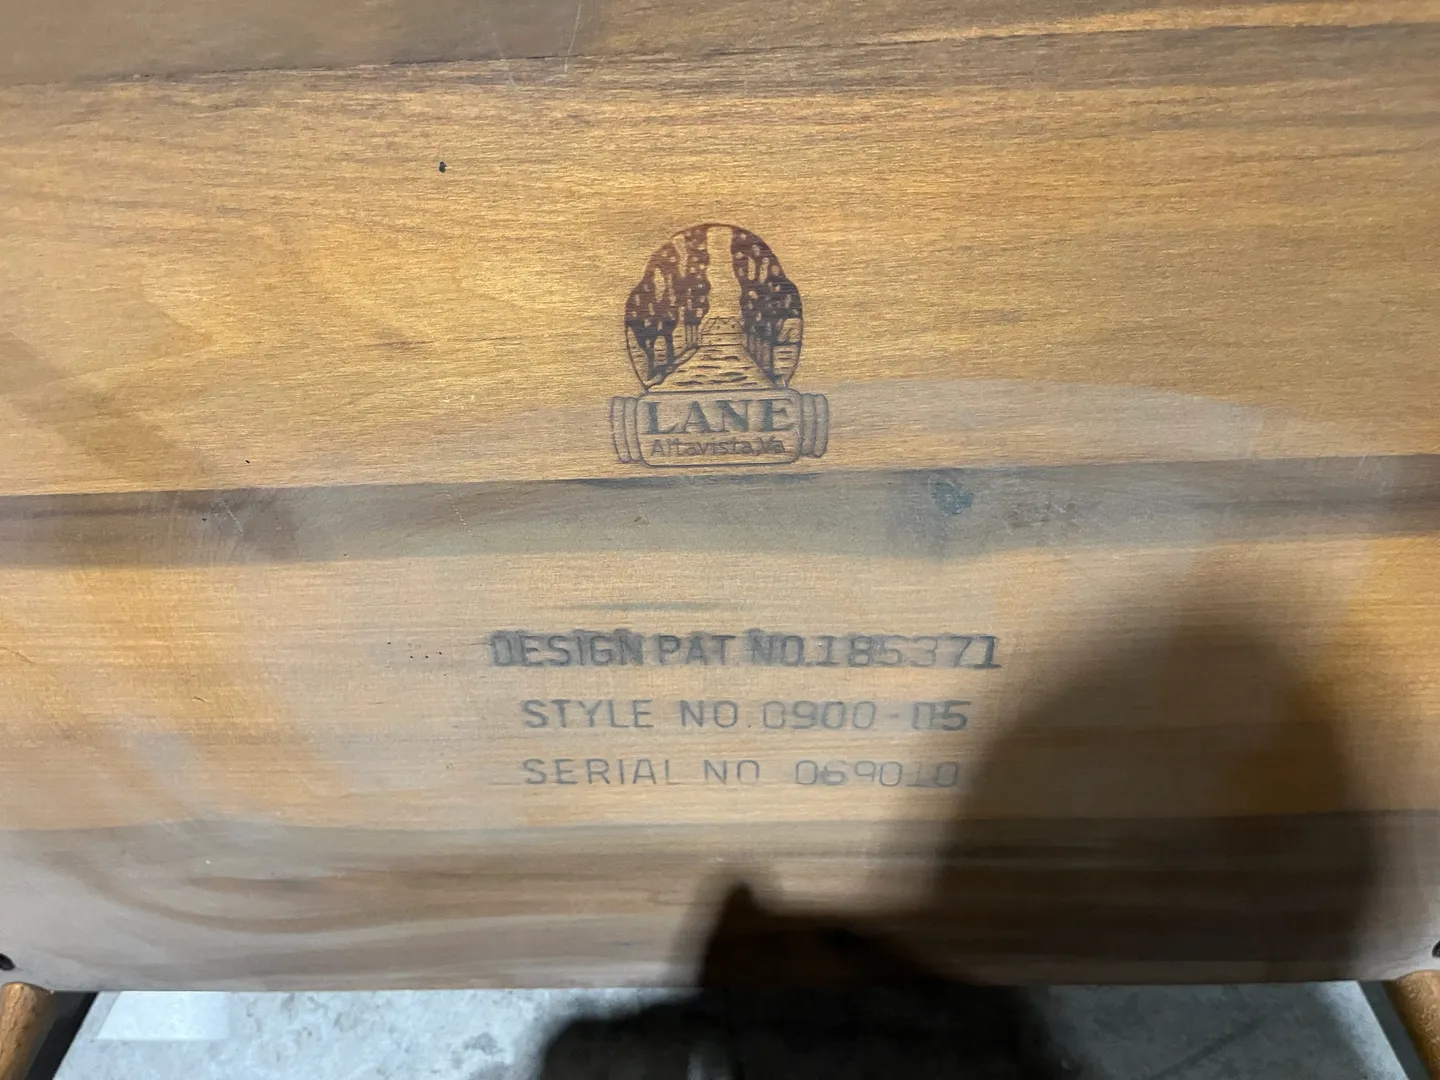 LANE
Altavista, Va
DESIGN PAT NO. 185371
STYLE NO. 0900-05
SERIAL NO 069010